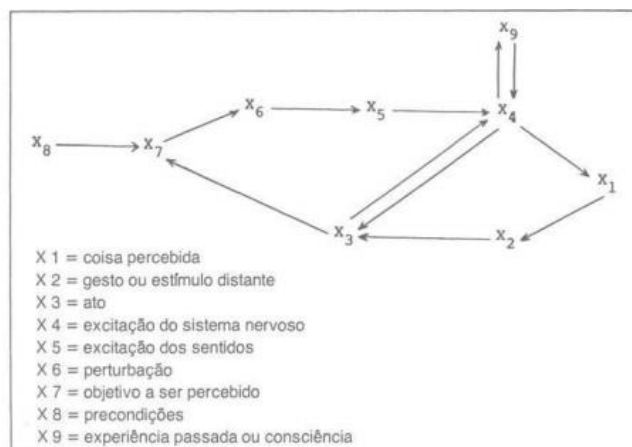 X9
X6 X5 X4
X8 X7
X1
X3 X2
X 1 = coisa percebida
X 2 = gesto ou estímulo distante
X 3 = ato
X 4 = excitação do sistema nervoso
X 5 = excitação dos sentidos
X 6 = perturbação
X 7 = objetivo a ser percebido
X 8 = precondições
X 9 = experiência passada ou consciência